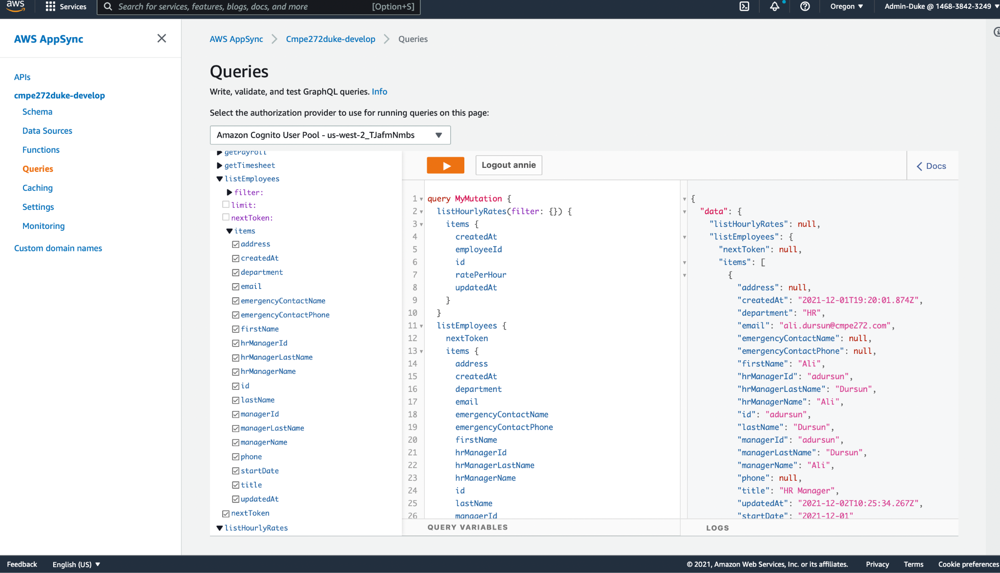 aws
Services
Search for services, features, blogs, docs, and more
[Option+S]
Oregon ▼
Admin-Duke @ 1468-3842-3249 ▼
AWS AppSync
APIs
cmpe272duke-develop
Schema
Data Sources
Functions
Queries
Caching
Settings
Monitoring
Custom domain names
AWS AppSync > Cmpe272duke-develop > Queries
Queries
Write, validate, and test GraphQL queries. Info
Select the authorization provider to use for running queries on this page:
Amazon Cognito User Pool - us-west-2_TJafmNmbs
getPayroll
getTimesheet
listEmployees
filter:
limit:
nextToken:
items
address
createdAt
department
email
emergencyContactName
emergencyContactPhone
firstName
hrManagerId
hrManagerLastName
hrManagerName
id
lastName
managerId
managerLastName
managerName
phone
startDate
title
updatedAt
nextToken
listHourlyRates
Logout annie
Docs
1 query MyMutation {
2 listHourlyRates(filter: {}) {
3 items {
4 createdAt
5 employeeId
6 id
7 ratePerHour
8 updatedAt
9 }
10 }
11 listEmployees {
12 nextToken
13 items {
14 address
15 createdAt
16 department
17 email
18 emergencyContactName
19 emergencyContactPhone
20 firstName
21 hrManagerId
22 hrManagerLastName
23 hrManagerName
24 id
25 lastName
26 managerId
QUERY VARIABLES
{
"data": {
"listHourlyRates": null,
"listEmployees": {
"nextToken": null,
"items": [
{
"address": null,
"createdAt": "2021-12-01T19:20:01.874Z",
"department": "HR",
"email": "ali.dursun@cmpe272.com",
"emergencyContactName": null,
"emergencyContactPhone": null,
"firstName": "Ali",
"hrManagerId": "adursun",
"hrManagerLastName": "Dursun",
"hrManagerName": "Ali",
"id": "adursun",
"lastName": "Dursun",
"managerId": "adursun",
"managerLastName": "Dursun",
"managerName": "Ali",
"phone": null,
"title": "HR Manager",
"updatedAt": "2021-12-02T10:25:34.267Z",
"startDate": "2021-12-01"
LOGS
Feedback
English (US) ▼
© 2021, Amazon Web Services, Inc. or its affiliates.
Privacy
Terms
Cookie preferences